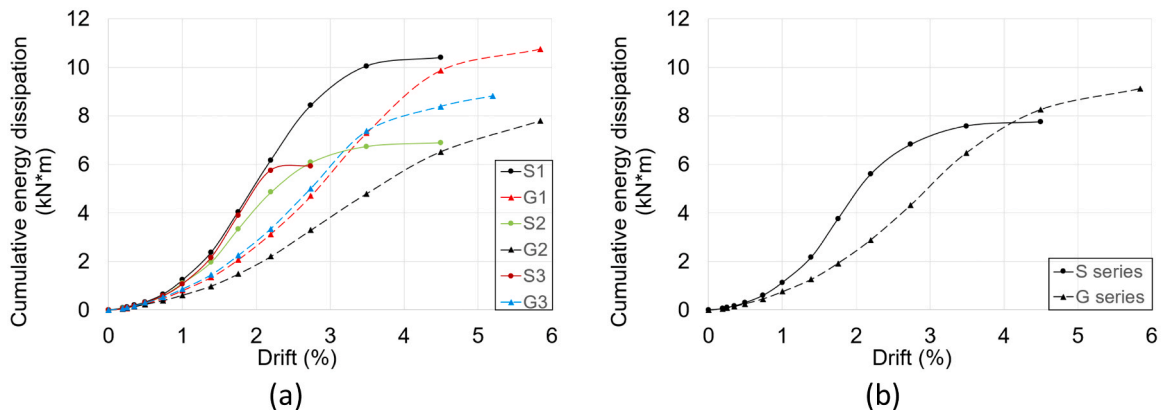 Cumulative energy dissipation
(kN*m)
12
10
8
6
4
2
0
0 1 2 3 4 5 6
Drift (%)
S1
G1
S2
G2
S3
G3
(a)
Cumulative energy dissipation
(kN*m)
12
10
8
6
4
2
0
0 1 2 3 4 5 6
Drift (%)
S series
G series
(b)